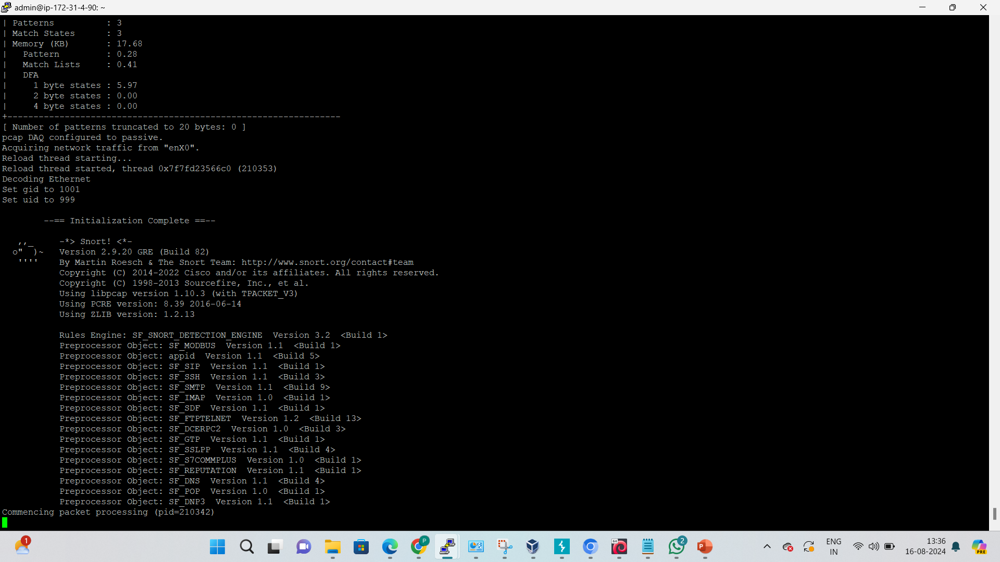 admin@ip-172-31-4-90: ~
| Patterns          : 3
| Match States      : 3
| Memory (KB)       : 17.68
|   Pattern         : 0.28
|   Match Lists     : 0.41
|   DFA
|     1 byte states : 5.97
|     2 byte states : 0.00
|     4 byte states : 0.00
+----------------------------------------------------------------
[ Number of patterns truncated to 20 bytes: 0 ]
pcap DAQ configured to passive.
Acquiring network traffic from "enX0".
Reload thread starting...
Reload thread started, thread 0x7f7fd23566c0 (210353)
Decoding Ethernet
Set gid to 1001
Set uid to 999
        --== Initialization Complete ==--
   ,,_     -*> Snort! <*-
  o"  )~   Version 2.9.20 GRE (Build 82)
   ''''    By Martin Roesch & The Snort Team: http://www.snort.org/contact#team
           Copyright (C) 2014-2022 Cisco and/or its affiliates. All rights reserved.
           Copyright (C) 1998-2013 Sourcefire, Inc., et al.
           Using libpcap version 1.10.3 (with TPACKET_V3)
           Using PCRE version: 8.39 2016-06-14
           Using ZLIB version: 1.2.13
           Rules Engine: SF_SNORT_DETECTION_ENGINE  Version 3.2  <Build 1>
           Preprocessor Object: SF_MODBUS  Version 1.1  <Build 1>
           Preprocessor Object: appid  Version 1.1  <Build 5>
           Preprocessor Object: SF_SIP  Version 1.1  <Build 1>
           Preprocessor Object: SF_SSH  Version 1.1  <Build 3>
           Preprocessor Object: SF_SMTP  Version 1.1  <Build 9>
           Preprocessor Object: SF_IMAP  Version 1.0  <Build 1>
           Preprocessor Object: SF_SDF  Version 1.1  <Build 1>
           Preprocessor Object: SF_FTPTELNET  Version 1.2  <Build 13>
           Preprocessor Object: SF_DCERPC2  Version 1.0  <Build 3>
           Preprocessor Object: SF_GTP  Version 1.1  <Build 1>
           Preprocessor Object: SF_SSLPP  Version 1.1  <Build 4>
           Preprocessor Object: SF_S7COMMPLUS  Version 1.0  <Build 1>
           Preprocessor Object: SF_REPUTATION  Version 1.1  <Build 1>
           Preprocessor Object: SF_DNS  Version 1.1  <Build 4>
           Preprocessor Object: SF_POP  Version 1.0  <Build 1>
           Preprocessor Object: SF_DNP3  Version 1.1  <Build 1>
Commencing packet processing (pid=210342)
1
P
64
2
P
ENG
IN
13:36
16-08-2024
PRE